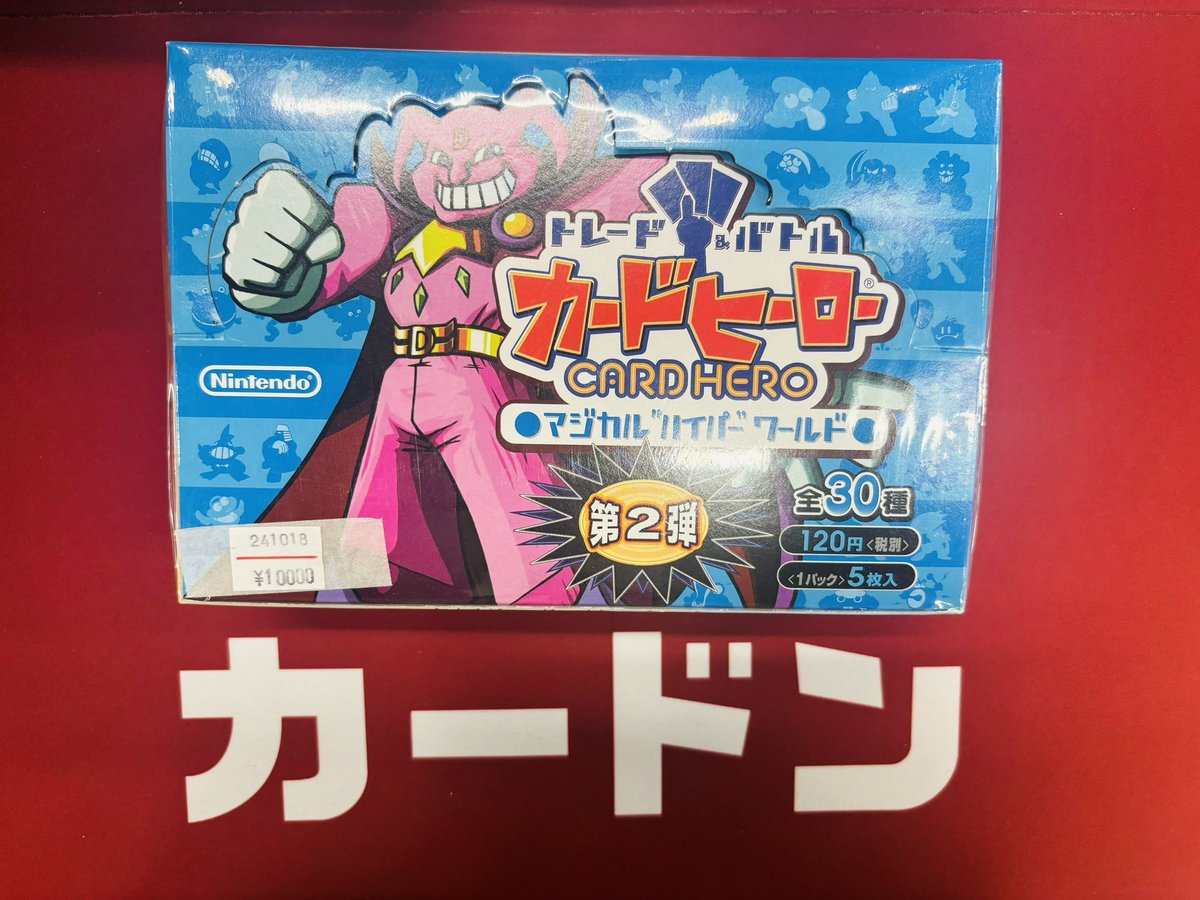 トレード&バトル
カードヒーロー®
CARD HERO
●マジカルハイパーワールド●
Nintendo
D
第2弾
全30種
120円<税別>
<1パック>5枚入
241018
¥10000
カードン